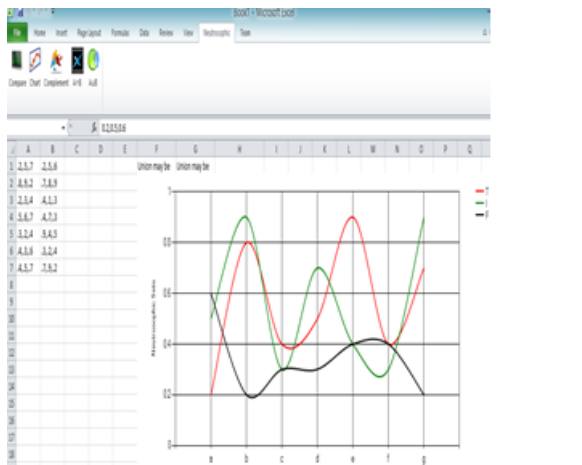 Book1 - Microsoft Excel
File Home Insert Page Layout Formulas Data Review View Neutrosophic Team
Compare Chart Complement A∩B A∪B
0.2,0.5,0.6
A B C D E F G H I J K L M N O P Q
1 .2,.5,.7 .2,.5,.6 Union may be Union may be
2 .8,.9,.2 .7,.8,.9
3 .2,.3,.4 .4,.1,.3
4 .5,.6,.7 .4,.7,.3
5 .3,.2,.4 .9,.4,.5
6 .4,.3,.6 .3,.2,.4
7 .4,.5,.7 .7,.9,.2
8
9
10
11
12
13
14
15
16
17
18
1
0.8
0.6
0.4
0.2
0
Neutrosophic Sets
a b c d e f g
T
I
F